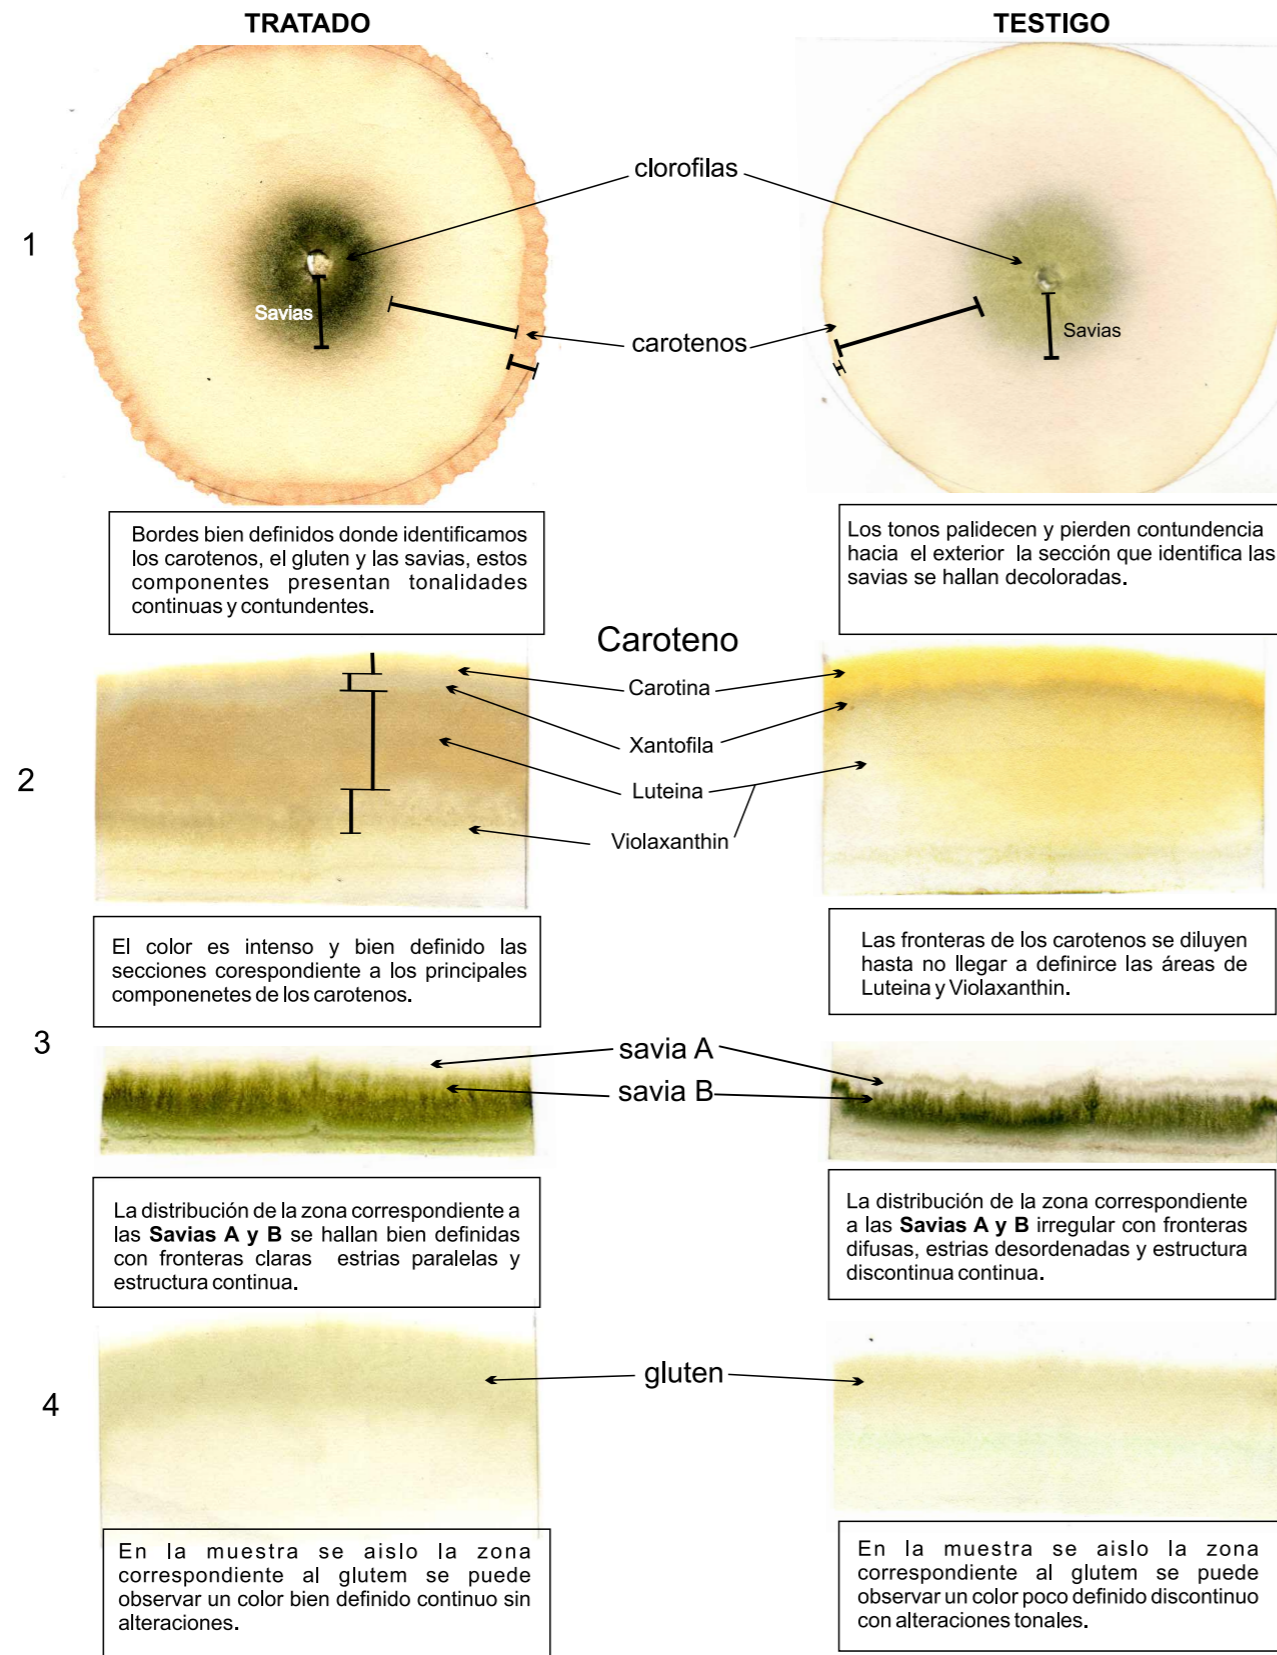 TRATADO
TESTIGO
1
clorofilas
Savias
Savias
carotenos
Bordes bien definidos donde identificamos
los carotenos, el gluten y las savias, estos
componentes presentan tonalidades
continuas y contundentes.
Los tonos palidecen y pierden contundencia
hacia el exterior la sección que identifica las
savias se hallan decoloradas.
Caroteno
2
Carotina
Xantofila
Luteina
Violaxanthin
El color es intenso y bien definido las
secciones corespondiente a los principales
componenetes de los carotenos.
Las fronteras de los carotenos se diluyen
hasta no llegar a definirce las áreas de
Luteina y Violaxanthin.
3
savia A
savia B
La distribución de la zona correspondiente a
las Savias A y B se hallan bien definidas
con fronteras claras estrias paralelas y
estructura continua.
La distribución de la zona correspondiente
a las Savias A y B irregular con fronteras
difusas, estrias desordenadas y estructura
discontinua continua.
4
gluten
En la muestra se aislo la zona
correspondiente al glutem se puede
observar un color bien definido continuo sin
alteraciones.
En la muestra se aislo la zona
correspondiente al glutem se puede
observar un color poco definido discontinuo
con alteraciones tonales.